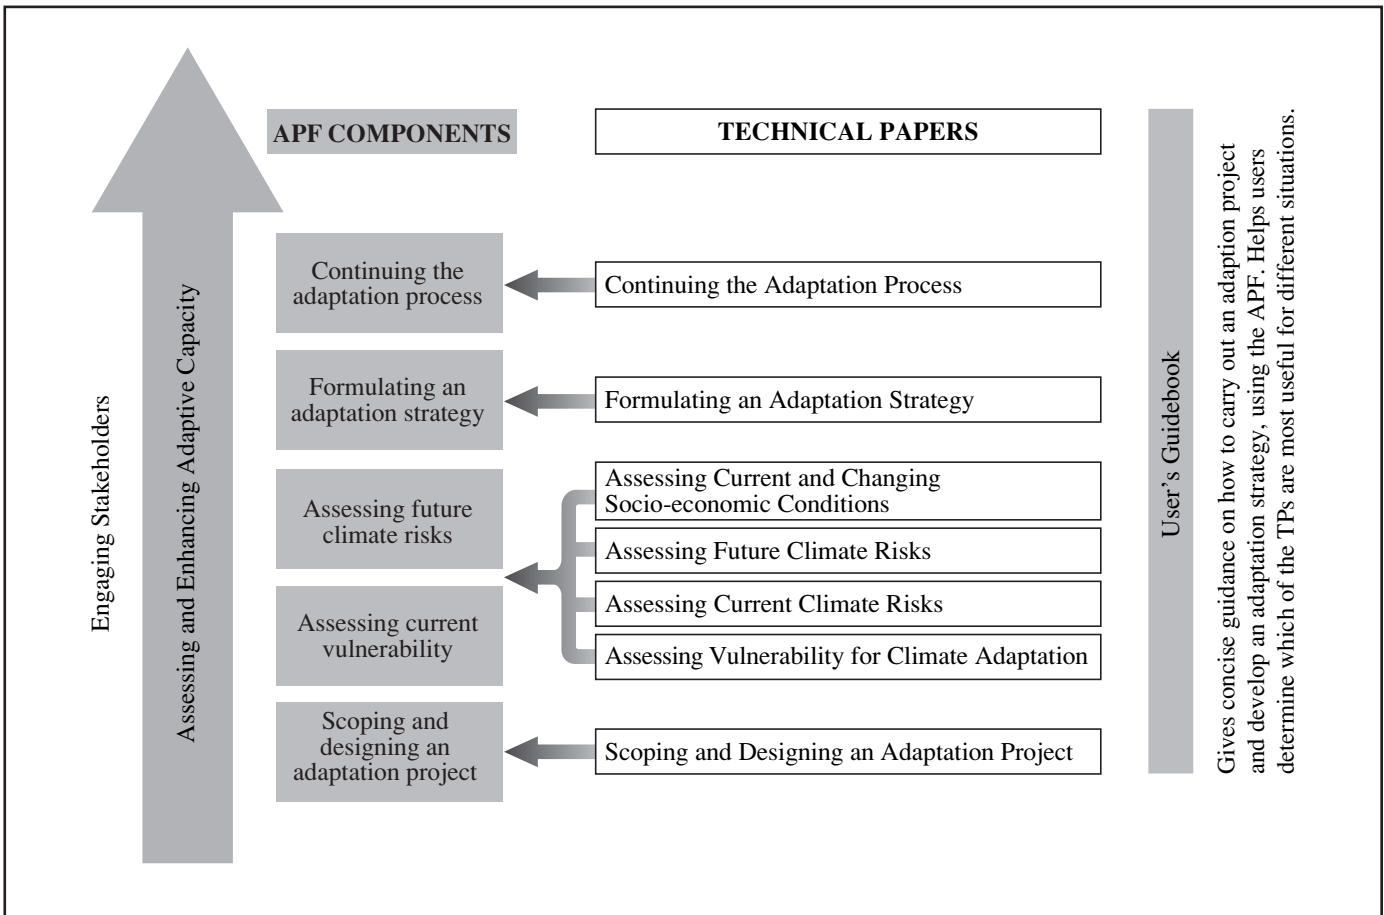 Engaging Stakeholders
Assessing and Enhancing Adaptive Capacity
APF COMPONENTS
TECHNICAL PAPERS
Continuing the
adaptation process
Continuing the Adaptation Process
Formulating an
adaptation strategy
Formulating an Adaptation Strategy
Assessing future
climate risks
Assessing current
vulnerability
Assessing Current and Changing
Socio-economic Conditions
Assessing Future Climate Risks
Assessing Current Climate Risks
Assessing Vulnerability for Climate Adaptation
Scoping and
designing an
adaptation project
Scoping and Designing an Adaptation Project
User's Guidebook
Gives concise guidance on how to carry out an adaption project
and develop an adaptation strategy, using the APF. Helps users
determine which of the TPs are most useful for different situations.